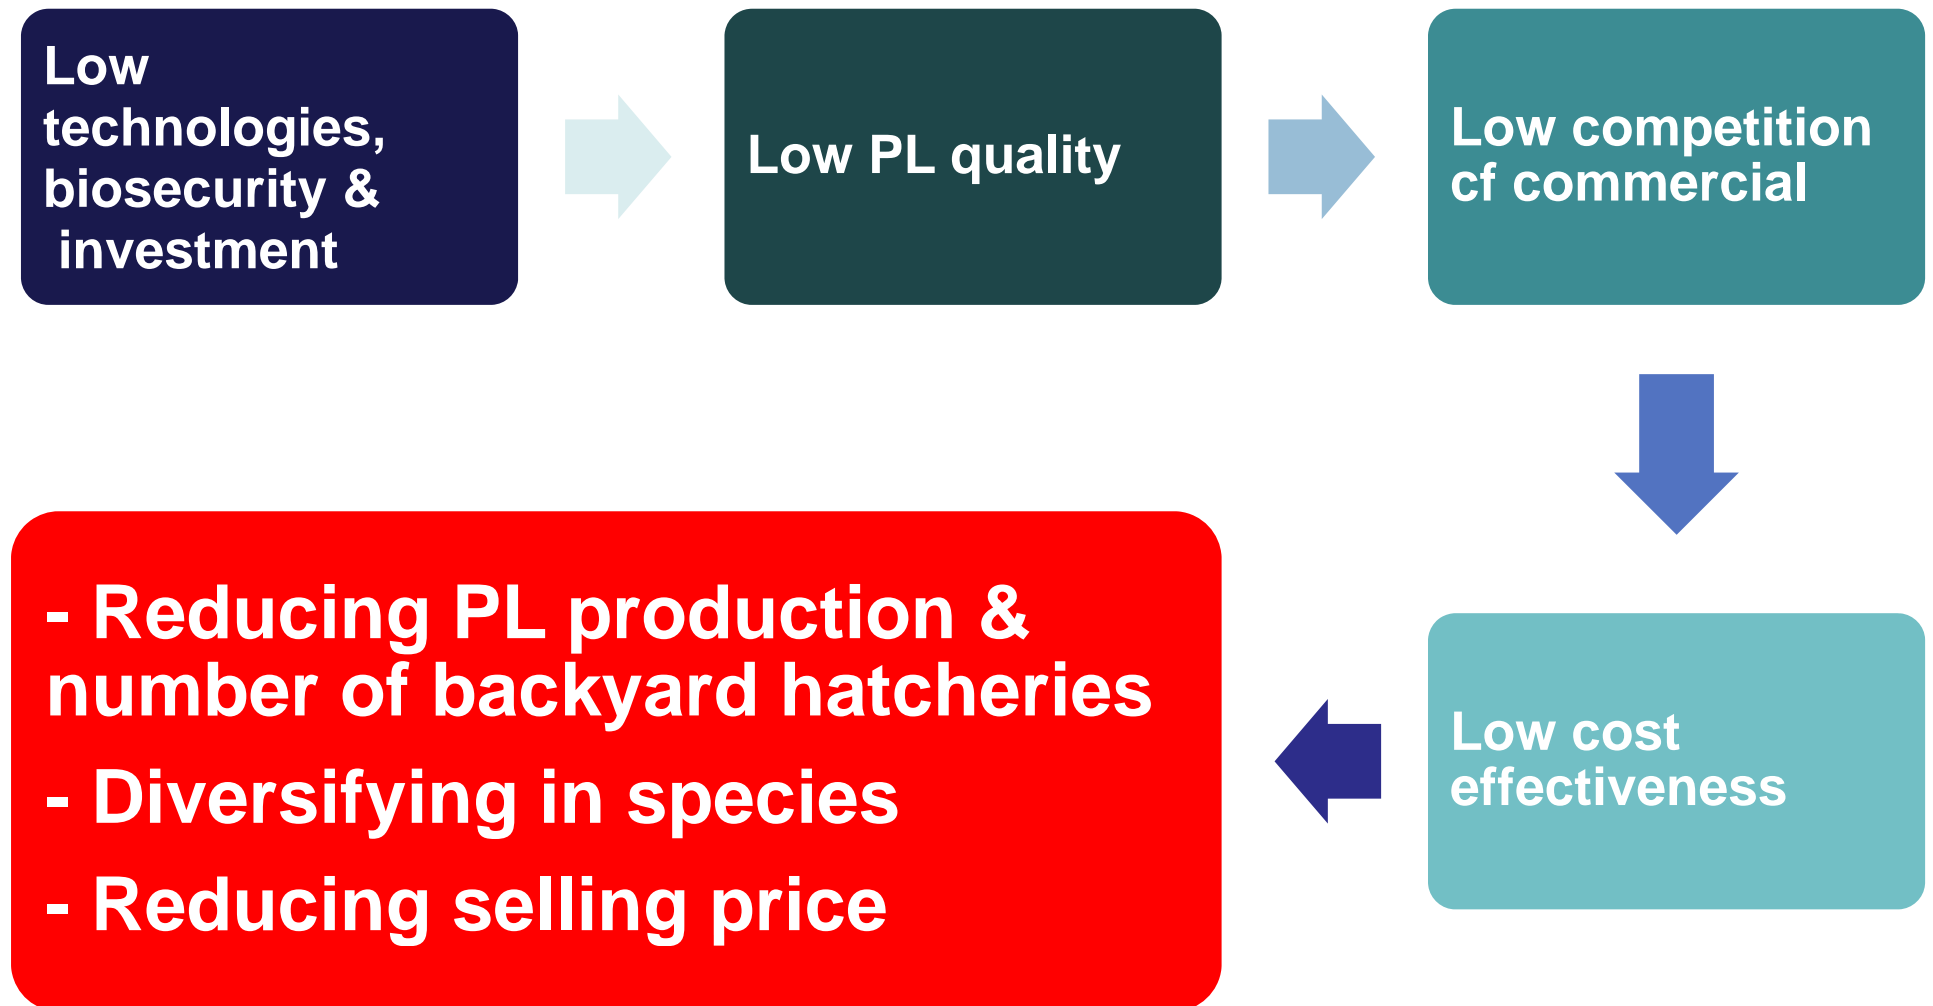 Low
technologies,
biosecurity &
investment
Low PL quality
Low competition
cf commercial
Low cost
effectiveness
- Reducing PL production &
number of backyard hatcheries
- Diversifying in species
- Reducing selling price